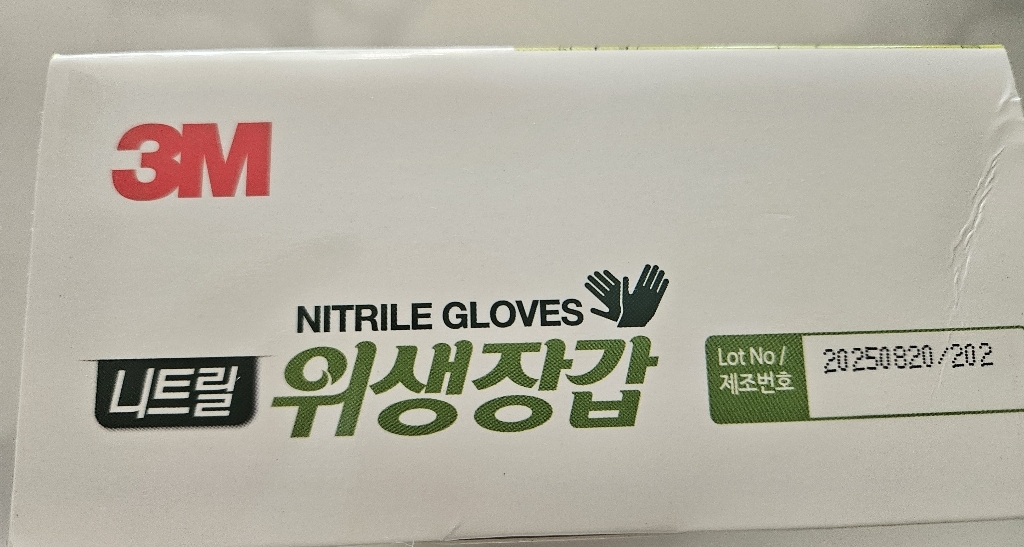 3M
NITRILE GLOVES
니트릴 위생장갑
Lot No /
제조번호
20250820/202